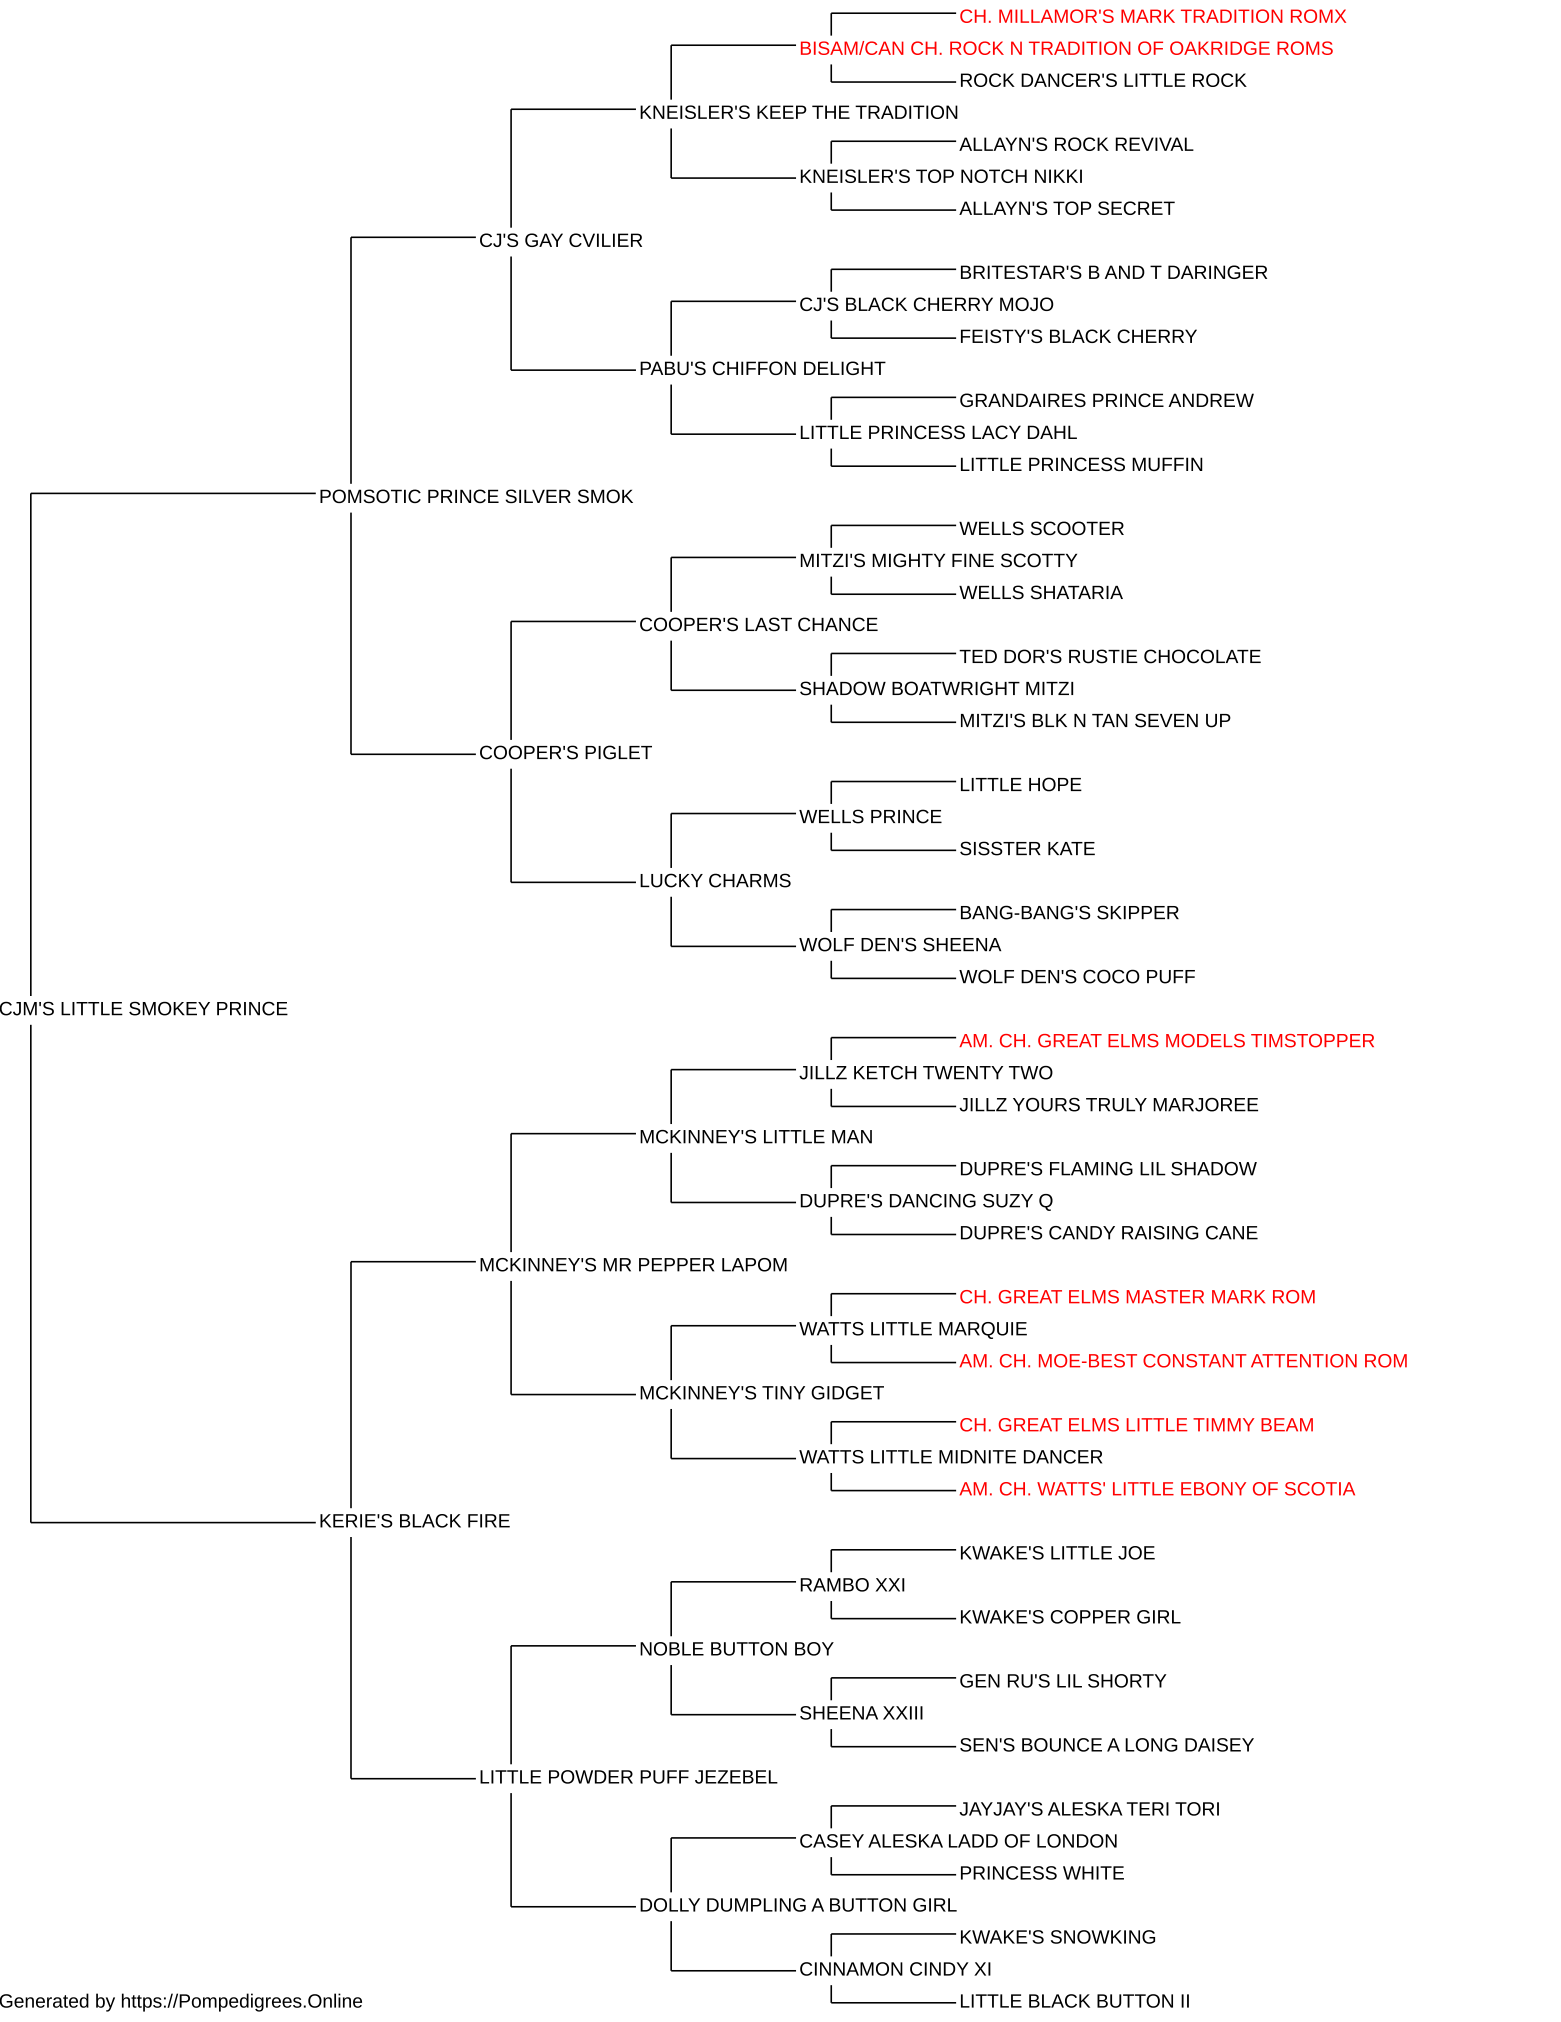 CH. MILLAMOR'S MARK TRADITION ROMX
BISAM/CAN CH. ROCK N TRADITION OF OAKRIDGE ROMS
ROCK DANCER'S LITTLE ROCK
KNEISLER'S KEEP THE TRADITION
ALLAYN'S ROCK REVIVAL
KNEISLER'S TOP NOTCH NIKKI
ALLAYN'S TOP SECRET
CJ'S GAY CVILIER
BRITESTAR'S B AND T DARINGER
CJ'S BLACK CHERRY MOJO
FEISTY'S BLACK CHERRY
PABU'S CHIFFON DELIGHT
GRANDAIRES PRINCE ANDREW
LITTLE PRINCESS LACY DAHL
LITTLE PRINCESS MUFFIN
POMSOTIC PRINCE SILVER SMOK
WELLS SCOOTER
MITZI'S MIGHTY FINE SCOTTY
WELLS SHATARIA
COOPER'S LAST CHANCE
TED DOR'S RUSTIE CHOCOLATE
SHADOW BOATWRIGHT MITZI
MITZI'S BLK N TAN SEVEN UP
COOPER'S PIGLET
LITTLE HOPE
WELLS PRINCE
SISSTER KATE
LUCKY CHARMS
BANG-BANG'S SKIPPER
WOLF DEN'S SHEENA
WOLF DEN'S COCO PUFF
CJM'S LITTLE SMOKEY PRINCE
AM. CH. GREAT ELMS MODELS TIMSTOPPER
JILLZ KETCH TWENTY TWO
JILLZ YOURS TRULY MARJOREE
MCKINNEY'S LITTLE MAN
DUPRE'S FLAMING LIL SHADOW
DUPRE'S DANCING SUZY Q
DUPRE'S CANDY RAISING CANE
MCKINNEY'S MR PEPPER LAPOM
CH. GREAT ELMS MASTER MARK ROM
WATTS LITTLE MARQUIE
AM. CH. MOE-BEST CONSTANT ATTENTION ROM
MCKINNEY'S TINY GIDGET
CH. GREAT ELMS LITTLE TIMMY BEAM
WATTS LITTLE MIDNITE DANCER
AM. CH. WATTS' LITTLE EBONY OF SCOTIA
KERIE'S BLACK FIRE
KWAKE'S LITTLE JOE
RAMBO XXI
KWAKE'S COPPER GIRL
NOBLE BUTTON BOY
GEN RU'S LIL SHORTY
SHEENA XXIII
SEN'S BOUNCE A LONG DAISEY
LITTLE POWDER PUFF JEZEBEL
JAYJAY'S ALESKA TERI TORI
CASEY ALESKA LADD OF LONDON
PRINCESS WHITE
DOLLY DUMPLING A BUTTON GIRL
KWAKE'S SNOWKING
CINNAMON CINDY XI
LITTLE BLACK BUTTON II
Generated by https://Pompedigrees.Online